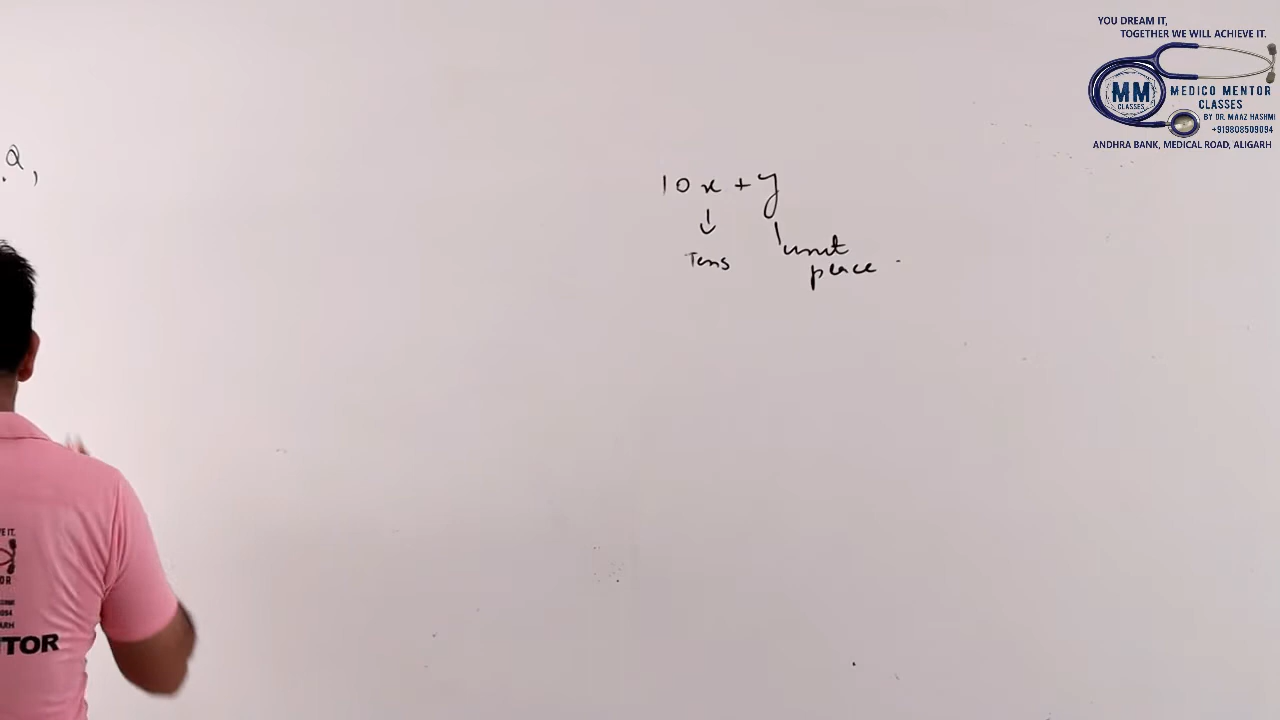 YOU DREAM IT,
TOGETHER WE WILL ACHIEVE IT.
MM
CLASSES
MEDICO MENTOR
CLASSES
BY DR. MAAZ HASHMI
+919808509094
ANDHRA BANK, MEDICAL ROAD, ALIGARH
Q,
10x + y
Tens
unit
place